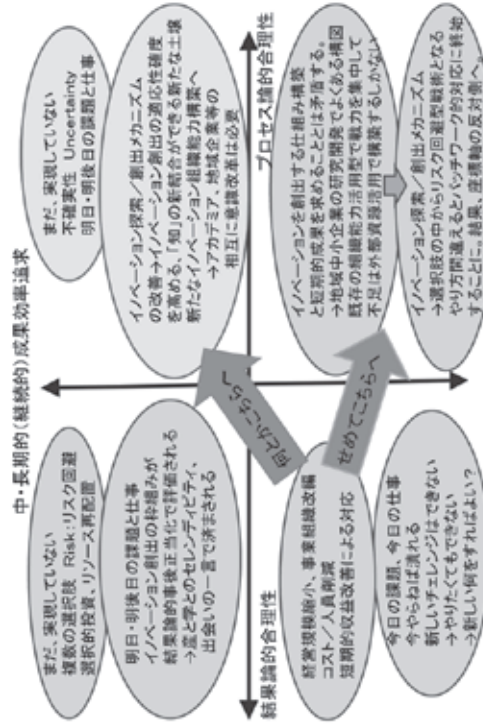 中・長期的(継続的)成果効率追求
まだ、実現していない
複数の選択肢 Risk:リスク回避
選択的投資、リソース再配置
明日・明後日の課題と仕事
イノベーション創出の枠組みが
結果論的事後正当化で評価される
→産と学とのセレンディピティ、
出会いの一言で済まされる
まだ、実現していない
不確実性 Uncertainty
明日・明後日の課題と仕事
イノベーション探索／創出メカニズム
の改善→イノベーション創出の適応性確度
を高める、「知」の新結合ができる新たな土壌
新たなイノベーション組織能力構築へ
→アカデミア、地域企業等の
相互に意識改革は必要
結果論的合理性
プロセス論的合理性
何とかこちらへ
せめてこちらへ
経営規模縮小、事業組織改編
コスト／人員削減
短期的収益改善による対応
今日の課題、今日の仕事
今やらねば潰れる
新しいチェレンジはできない
→やりたくてもできない
→新しい何をすればよい？
イノベーションを創出する仕組み構築
と短期的成果を求めることとは矛盾する。
→地域中小企業の研究開発でよくある構図
既存の組織能力活用型で戦力を集中して
不足は外部資源活用で構築するしかない
イノベーション探索／創出メカニズム
→選択肢の中からリスク回避型戦術となる
やり方間違えるとパッチワーク的対応に終始
することに。結果、座標軸の反対側へ。